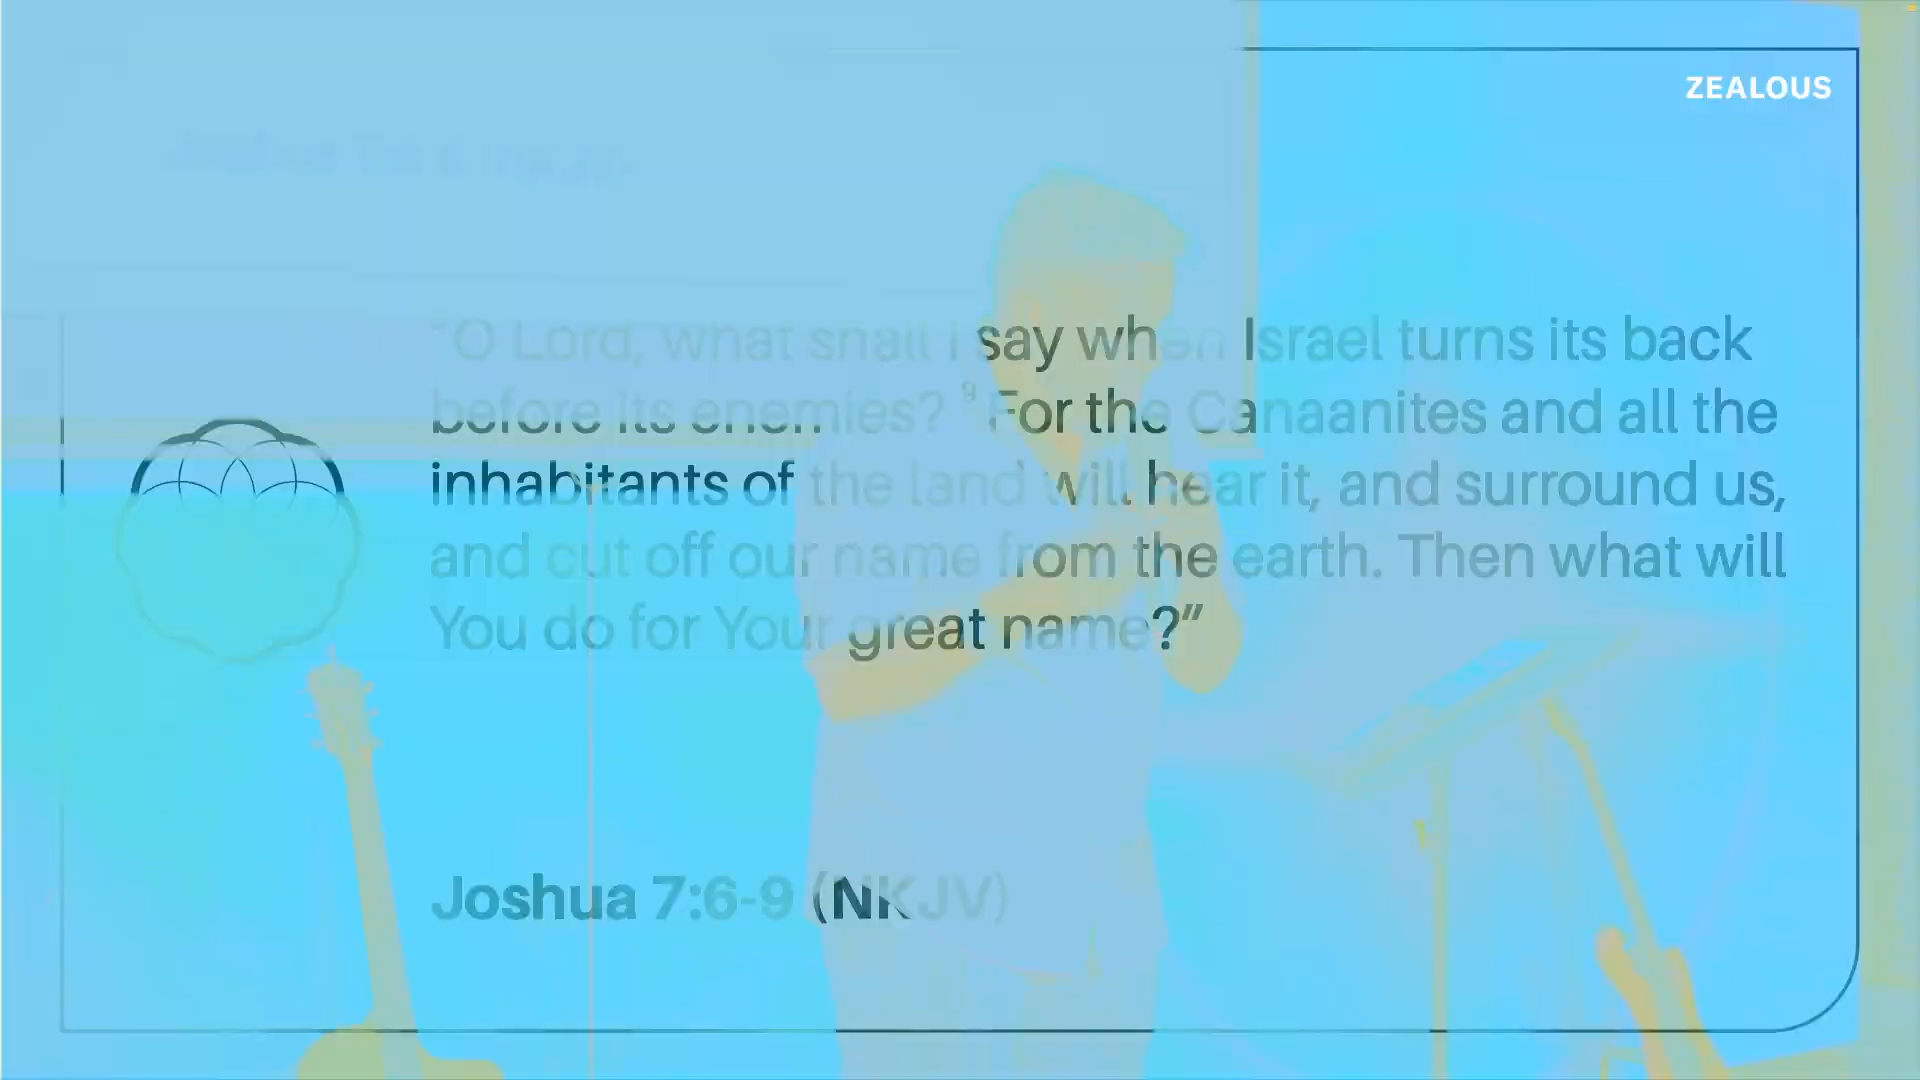 ZEALOUS
“O Lord, what shall I say when Israel turns its back
before its enemies? 9 For the Canaanites and all the
inhabitants of the land will hear it, and surround us,
and cut off our name from the earth. Then what will
You do for Your great name?”
Joshua 7:6-9 (NKJV)